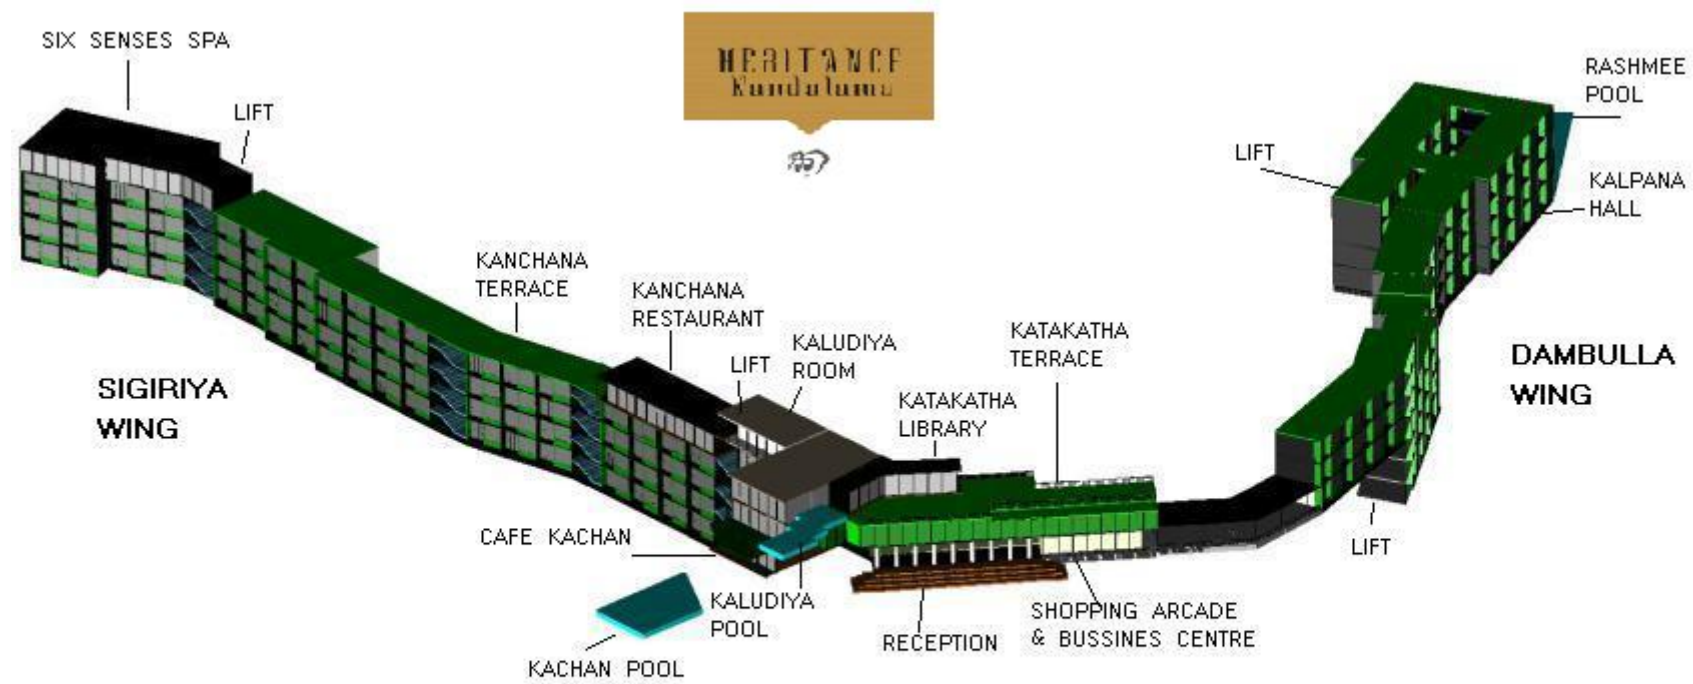 SIX SENSES SPA
LIFT
HERITANCE
Kandalama
RASHMEE
POOL
LIFT
KALPANA
HALL
KANCHANA
TERRACE
KANCHANA
RESTAURANT
LIFT
KALUDIYA
ROOM
KATAKATHA
TERRACE
KATAKATHA
LIBRARY
SIGIRIYA
WING
DAMBULLA
WING
CAFE KACHAN
LIFT
KALUDIYA
POOL
KACHAN POOL
RECEPTION
SHOPPING ARCADE
& BUSSINES CENTRE